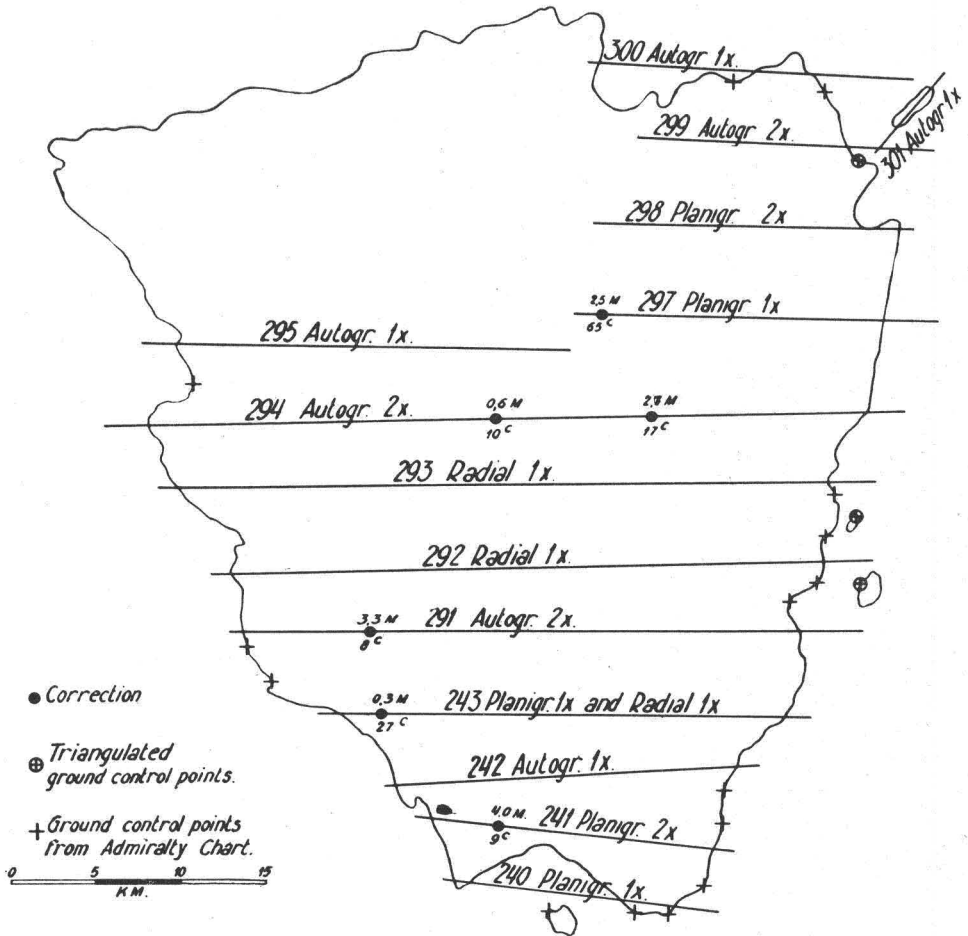 300 Autogr 1x.
301 Autogr 1x
299 Autogr. 2x.
298 Planigr. 2x
2,5 M
297 Planigr 1x
65 c
295 Autogr. 1x.
294 Autogr. 2x.
0,6 M
10 c
17 c
293 Radial 1x.
292 Radial 1x.
3,3 M
291 Autogr. 2x.
8 c
0,3 M
243 Planigr. 1x and Radial 1x
27 c
242 Autogr. 1x.
4,0 M.
241 Planigr. 2x
9 c
240 Planigr. 1x.
Correction
Triangulated
ground control points.
Ground control points
from Admiralty Chart.
0 5 10 15
KM.